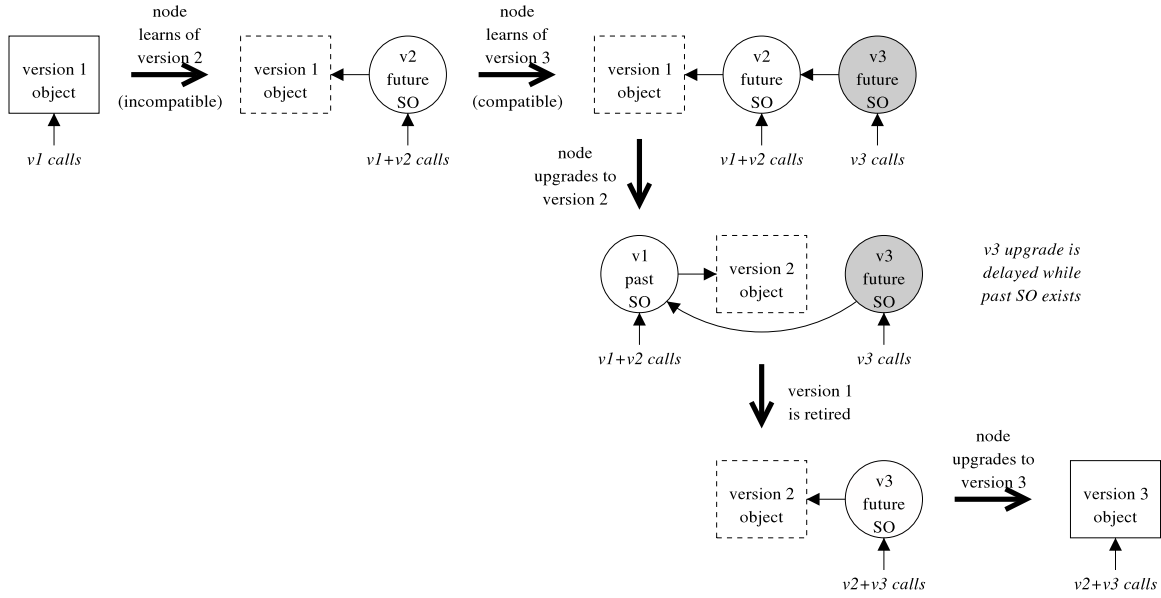 node
learns of
version 2
(incompatible)
node
learns of
version 3
(compatible)
version 1
object
v1 calls
version 1
object
v2
future
SO
v1+v2 calls
version 1
object
v2
future
SO
v1+v2 calls
v3
future
SO
v3 calls
node
upgrades to
version 2
v1
past
SO
v1+v2 calls
version 2
object
v3
future
SO
v3 calls
v3 upgrade is
delayed while
past SO exists
version 1
is retired
version 2
object
v3
future
SO
v2+v3 calls
node
upgrades to
version 3
version 3
object
v2+v3 calls